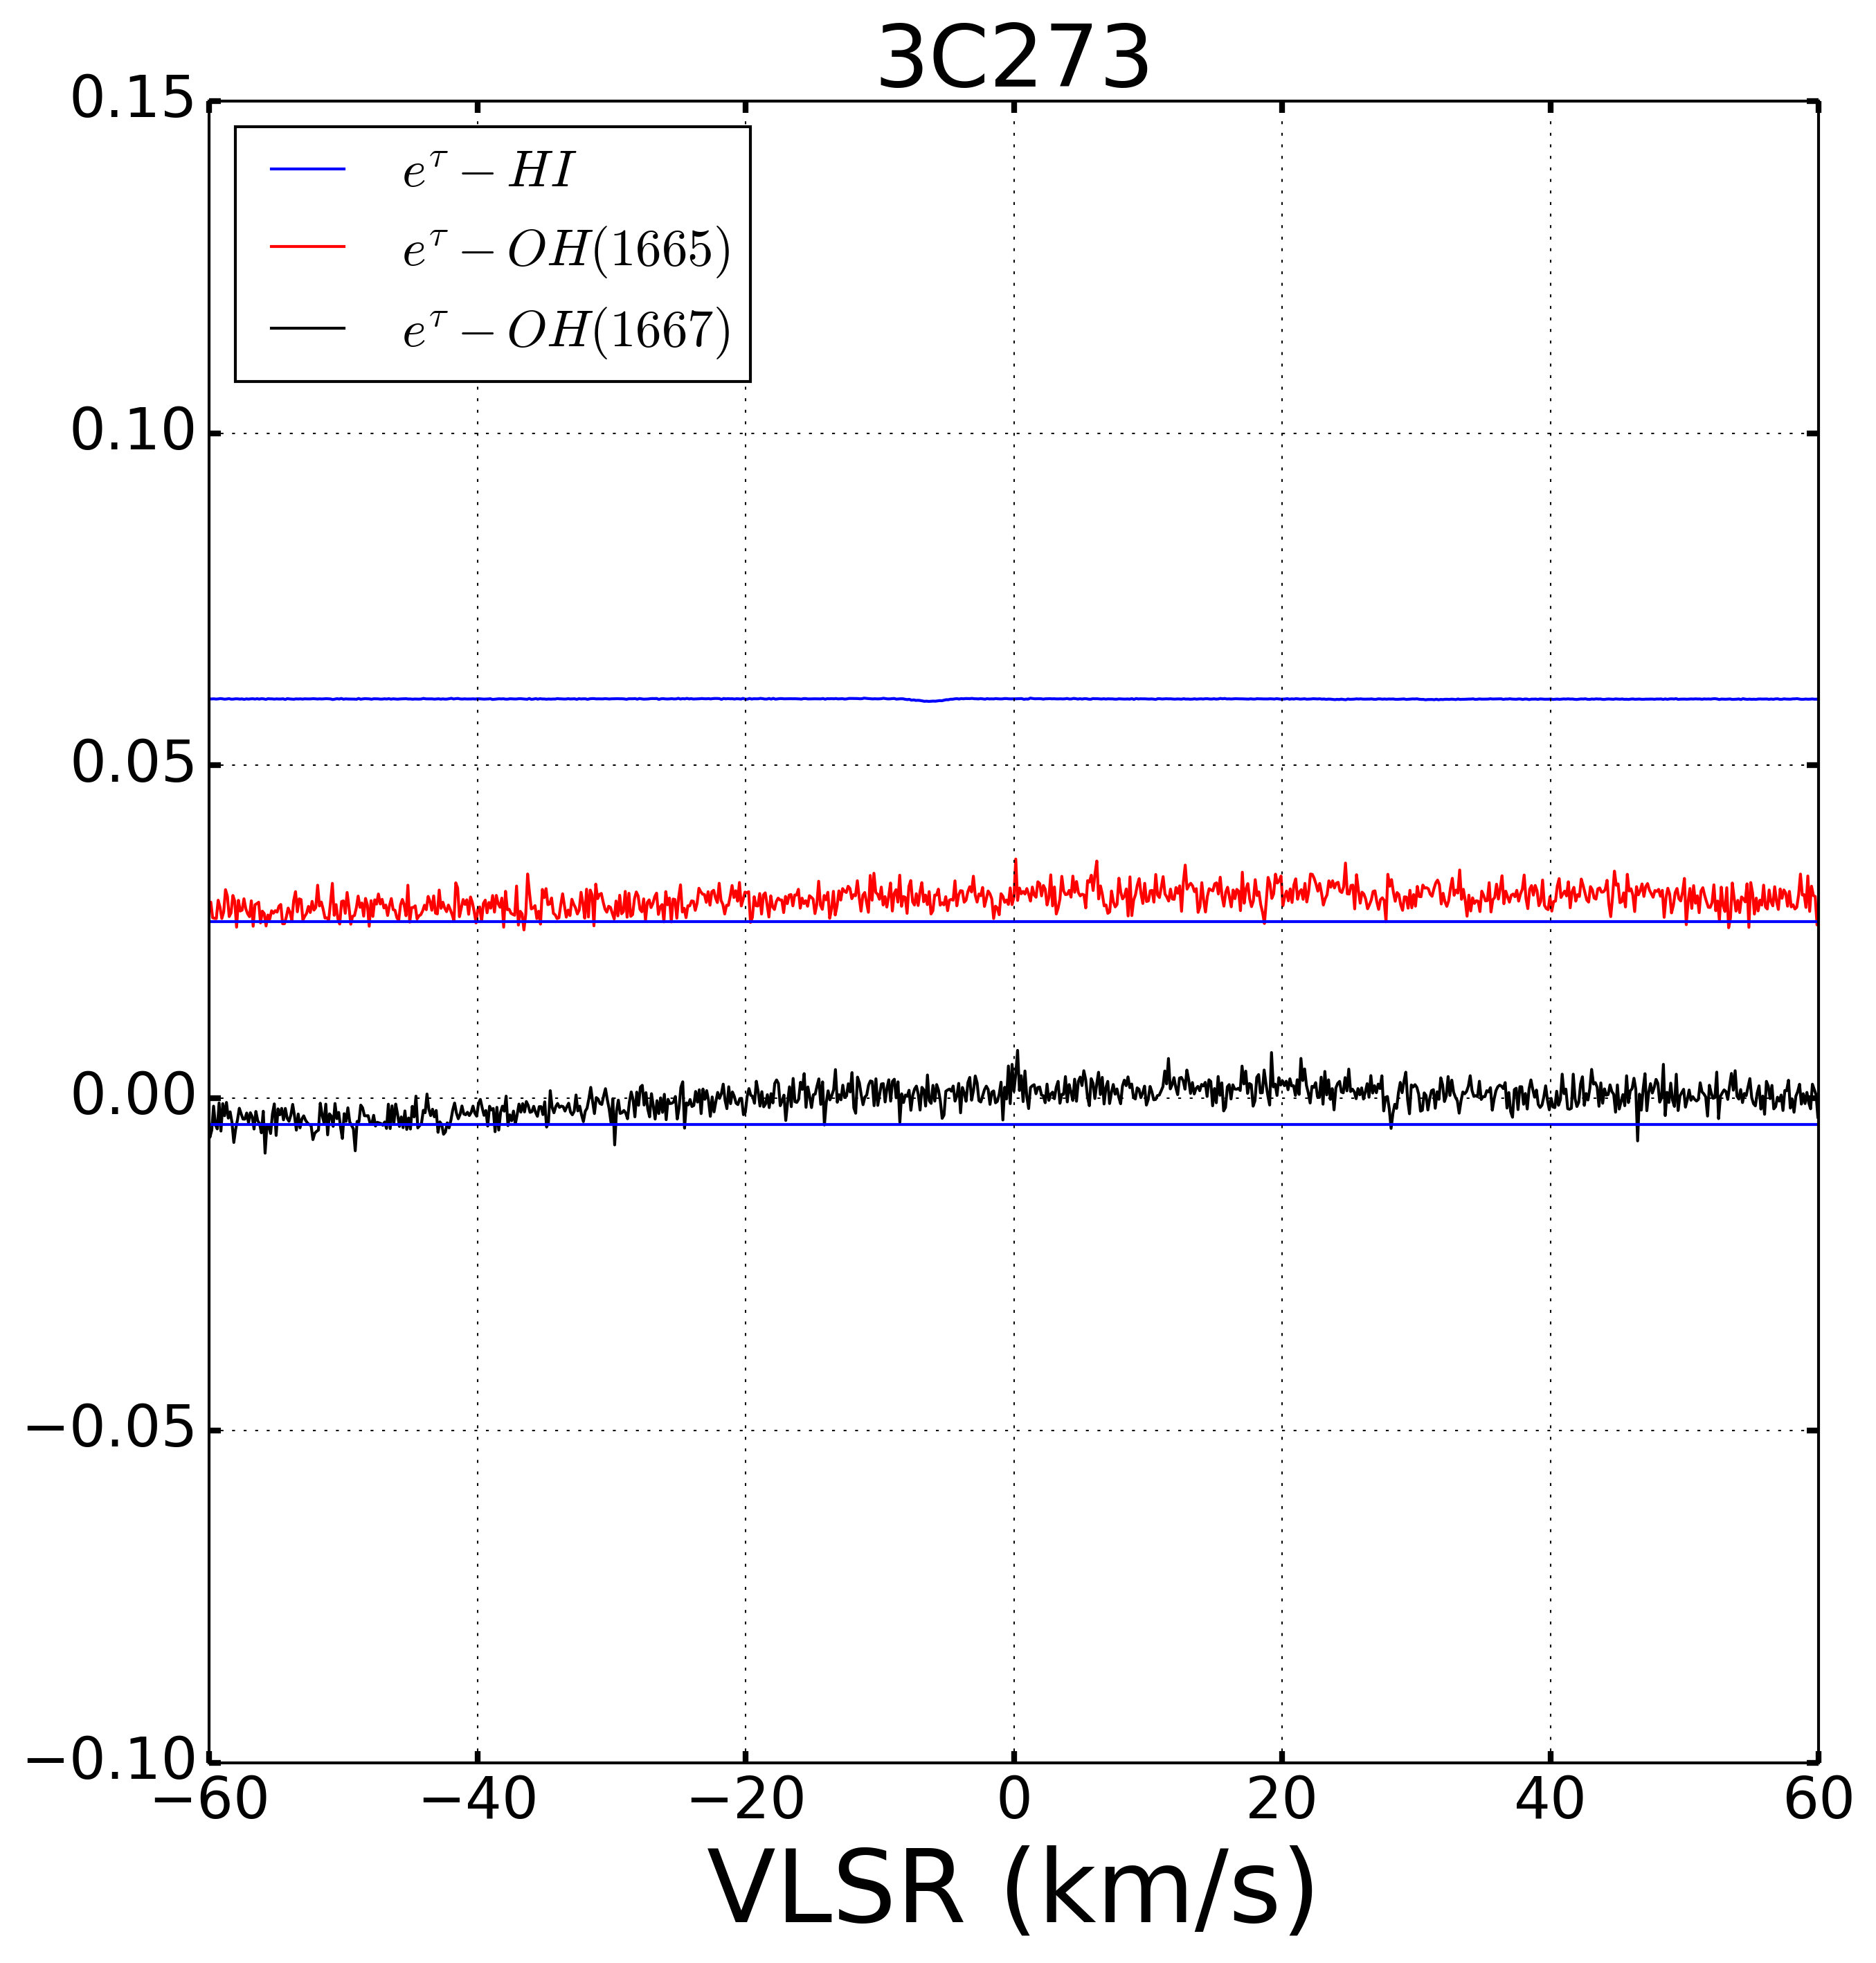 3C273
0.15
e^τ − HI
e^τ − OH(1665)
e^τ − OH(1667)
0.10
0.05
0.00
−0.05
−0.10
−60 −40 −20 0 20 40 60
VLSR (km/s)